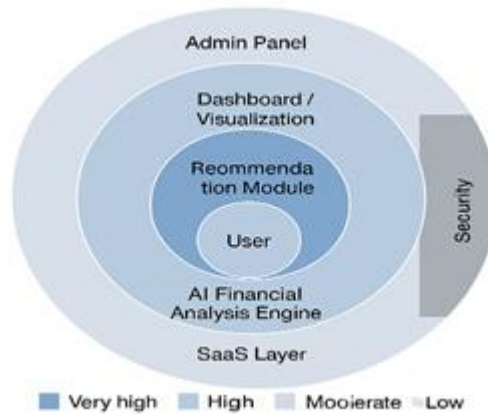 Admin Panel
Dashboard /
Visualization
Reommenda
tion Module
User
AI Financial
Analysis Engine
SaaS Layer
Security
Very high High Mooierate Low